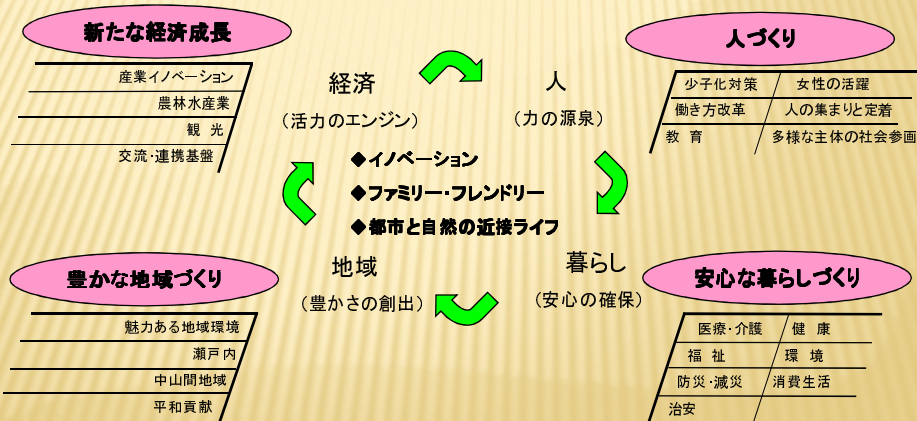 新たな経済成長
産業イノベーション
農林水産業
観 光
交流・連携基盤
経済
(活力のエンジン)
人
(力の源泉)
人づくり
少子化対策 女性の活躍
働き方改革 人の集まりと定着
教 育 多様な主体の社会参画
◆イノベーション
◆ファミリー・フレンドリー
◆都市と自然の近接ライフ
豊かな地域づくり
魅力ある地域環境
瀬戸内
中山間地域
平和貢献
地域
(豊かさの創出)
暮らし
(安心の確保)
安心な暮らしづくり
医療・介護 健 康
福 祉 環 境
防災・減災 消費生活
治安